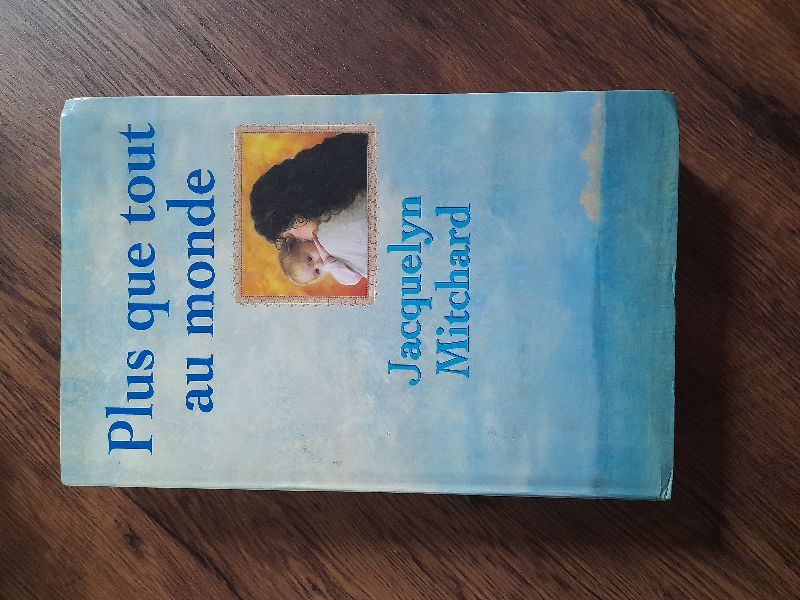 Plus que tout
au monde
Jacquelyn
Mitchard